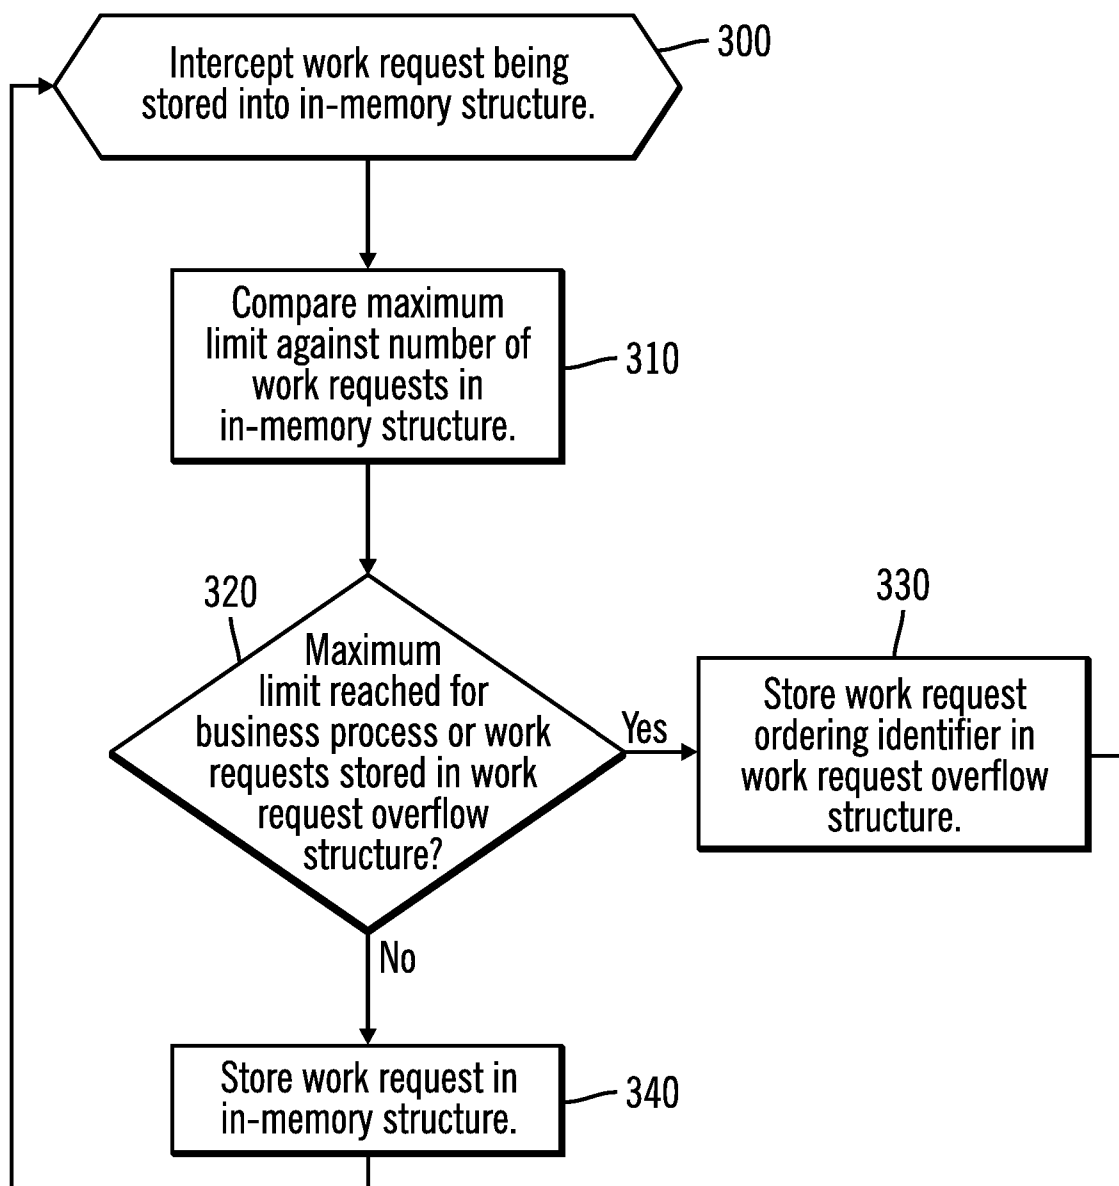 Intercept work request being
stored into in-memory structure.
300
Compare maximum
limit against number of
work requests in
in-memory structure.
310
320
Maximum
limit reached for
business process or work
requests stored in work
request overflow
structure?
Yes
330
Store work request
ordering identifier in
work request overflow
structure.
No
Store work request in
in-memory structure.
340